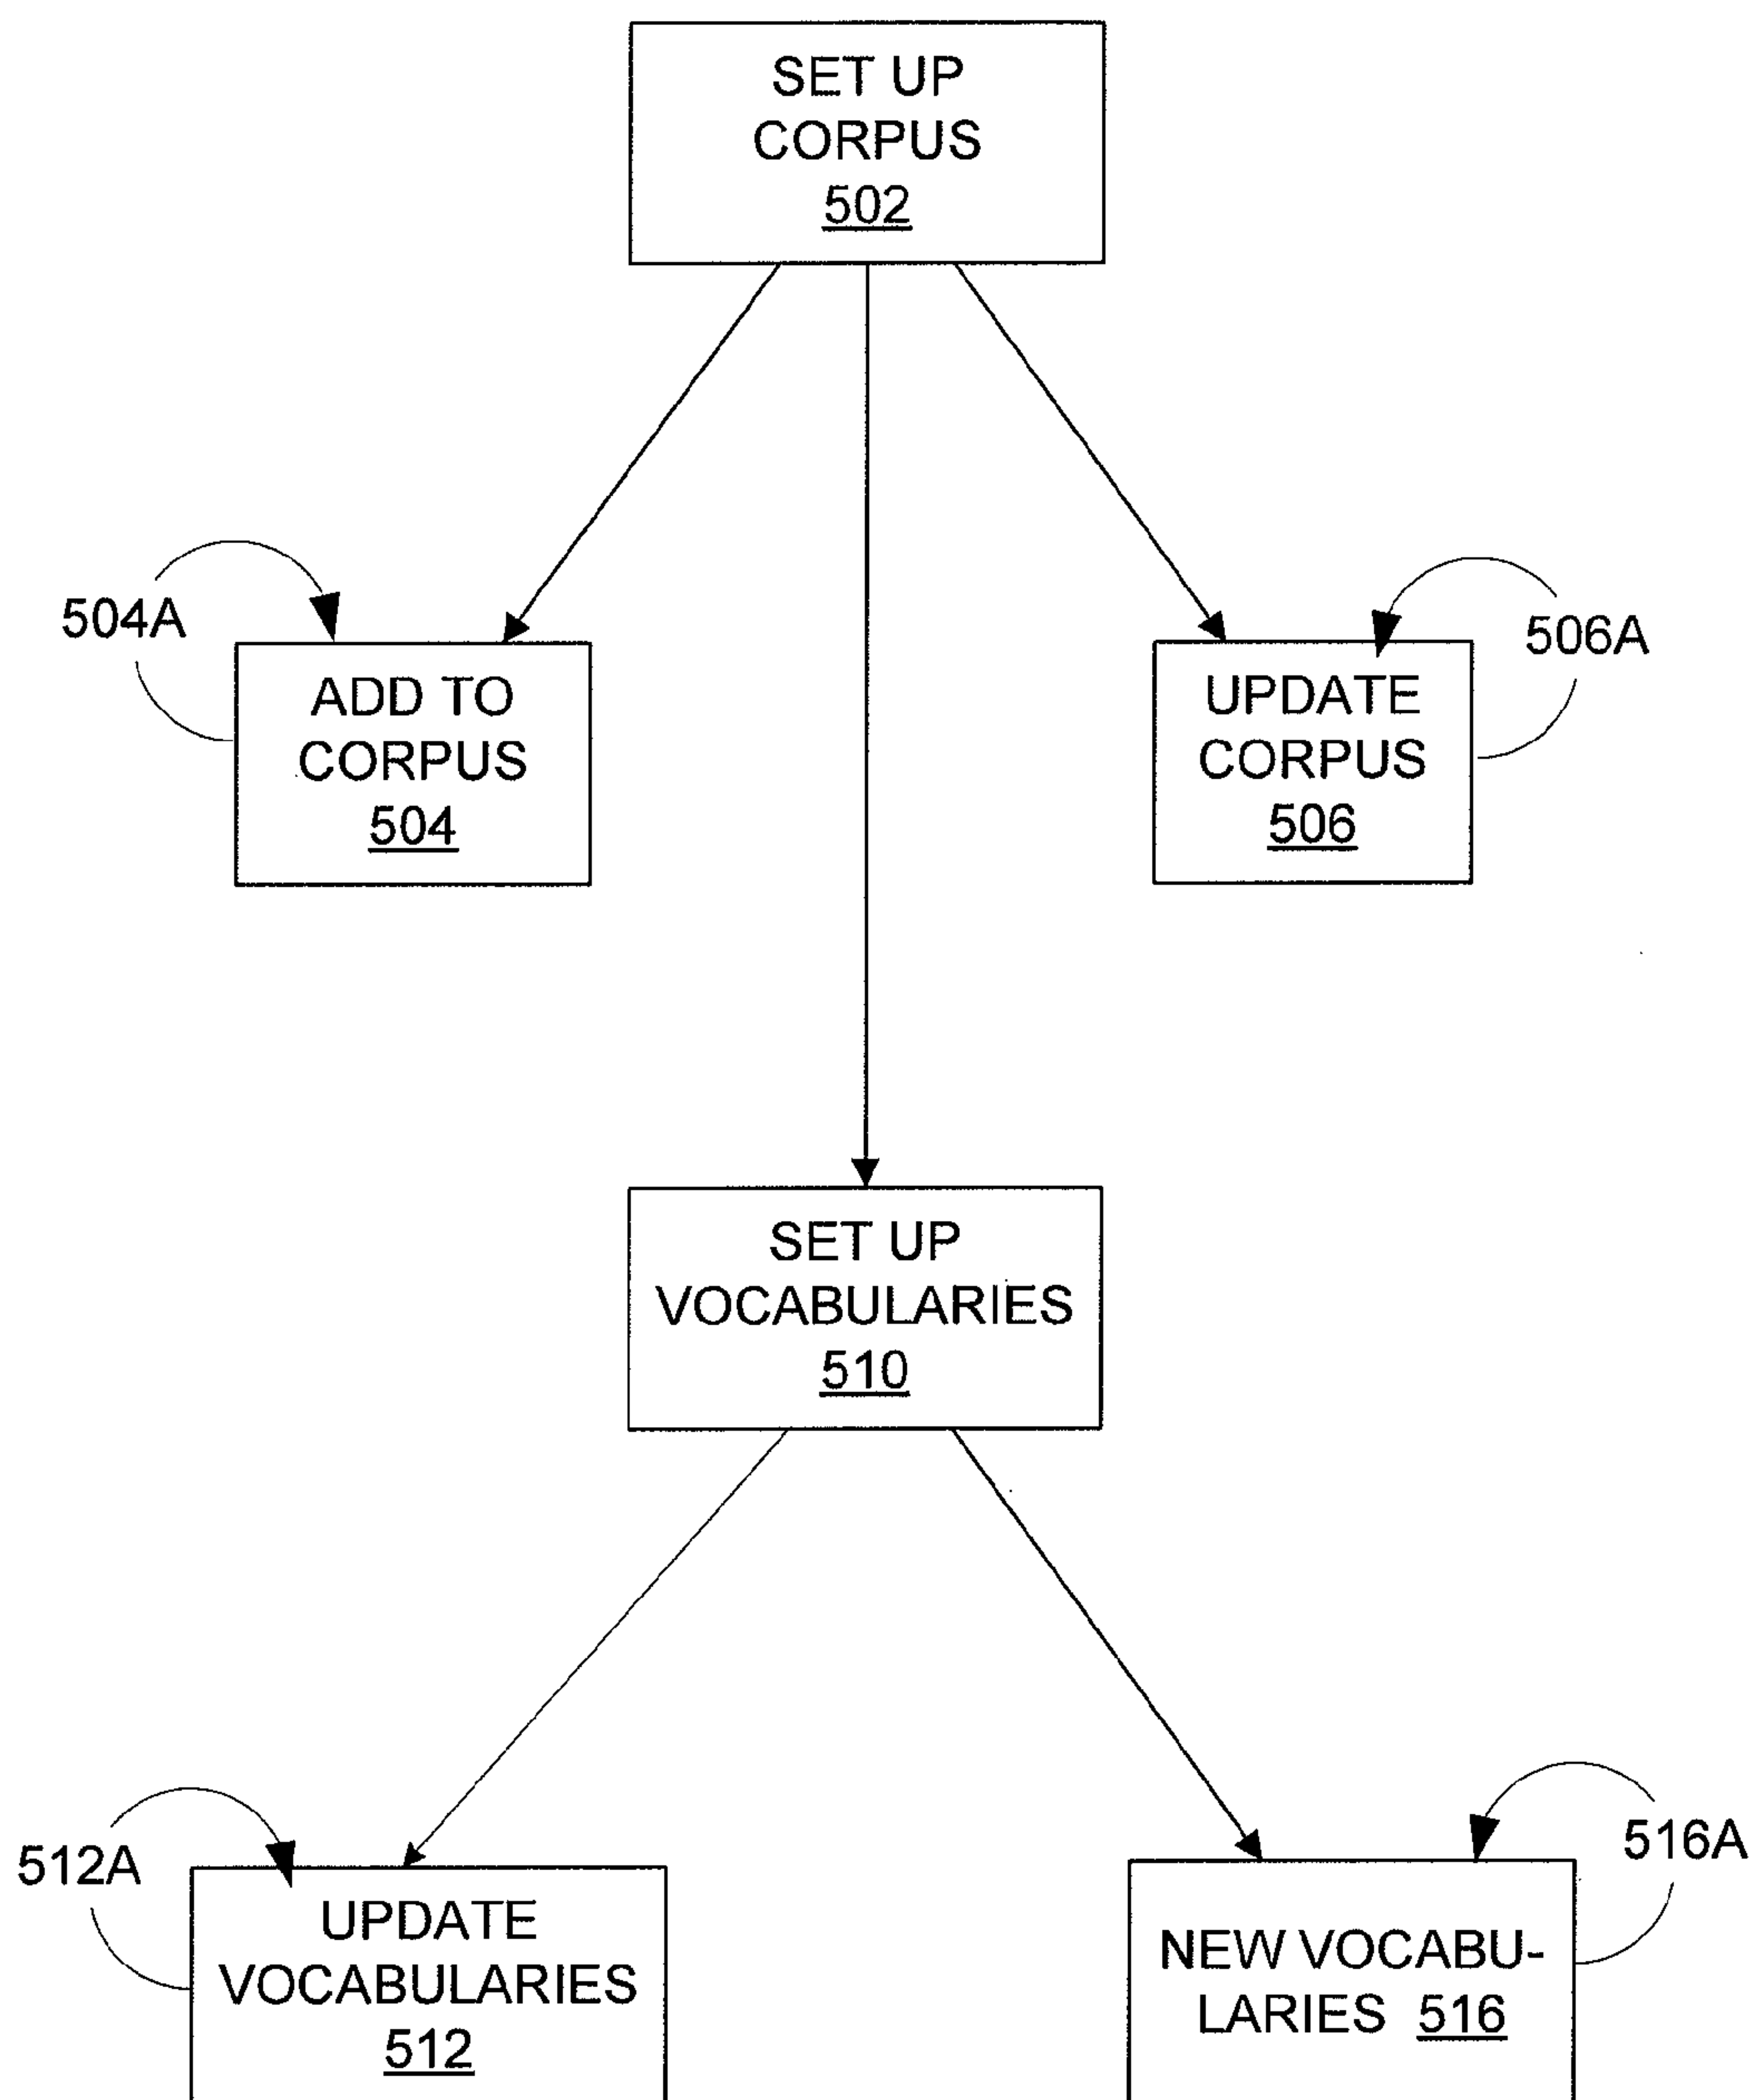 SET UP
CORPUS
502
504A
506A
ADD TO
CORPUS
504
UPDATE
CORPUS
506
SET UP
VOCABULARIES
510
512A
516A
UPDATE
VOCABULARIES
512
NEW VOCABU-
LARIES 516